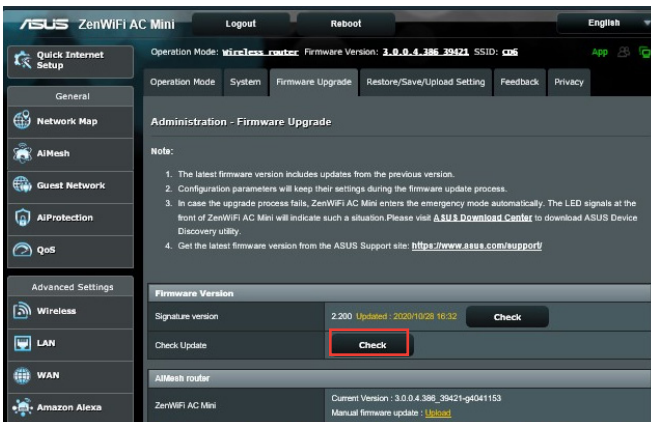 ASUS ZenWiFi AC Mini Logout Reboot English
Quick Internet Setup
Operation Mode: Wireless router Firmware Version: 3.0.0.4.386_39421 SSID: CD6 App
General
Network Map
AiMesh
Guest Network
AiProtection
QoS
Advanced Settings
Wireless
LAN
WAN
Amazon Alexa
Operation Mode System Firmware Upgrade Restore/Save/Upload Setting Feedback Privacy
Administration - Firmware Upgrade
Note:
1. The latest firmware version includes updates from the previous version.
2. Configuration parameters will keep their settings during the firmware update process.
3. In case the upgrade process fails, ZenWiFi AC Mini enters the emergency mode automatically. The LED signals at the
front of ZenWiFi AC Mini will indicate such a situation.Please visit ASUS Download Center to download ASUS Device
Discovery utility.
4. Get the latest firmware version from the ASUS Support site: https://www.asus.com/support/
Firmware Version
Signature version 2.200 Updated : 2020/10/28 16:32 Check
Check Update Check
AiMesh router
ZenWiFi AC Mini Current Version : 3.0.0.4.386_39421-g4041153
Manual firmware update : Upload